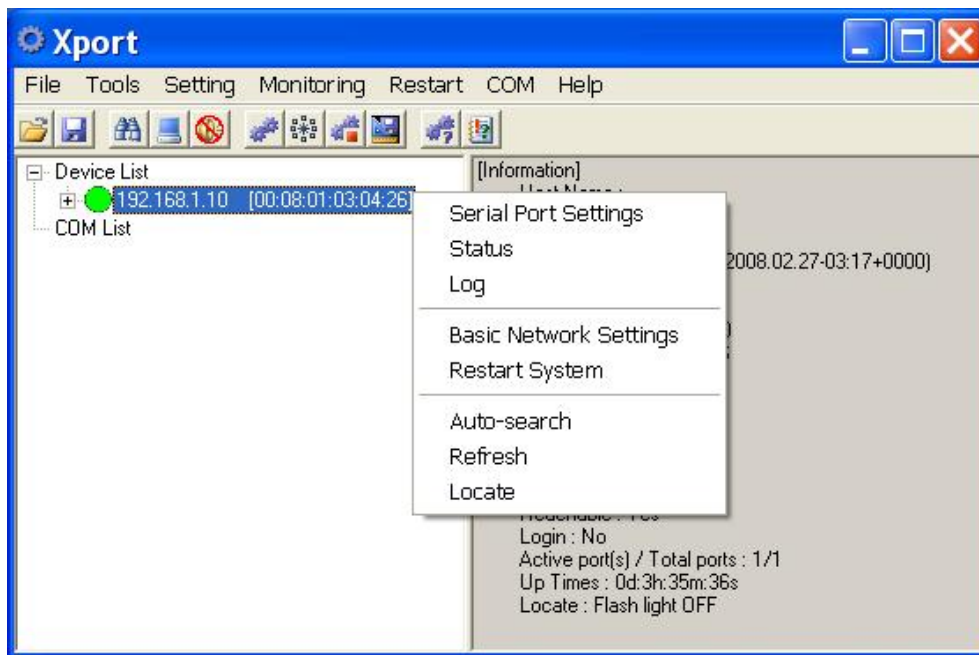 Xport
File Tools Setting Monitoring Restart COM Help
Device List
192.168.1.10 [00:08:01:03:04:26]
COM List
[Information]
Serial Port Settings
Status
Log
Basic Network Settings
Restart System
Auto-search
Refresh
Locate
2008.02.27-03:17+0000)
Login : No
Active port(s) / Total ports : 1/1
Up Times : 0d:3h:35m:36s
Locate : Flash light OFF